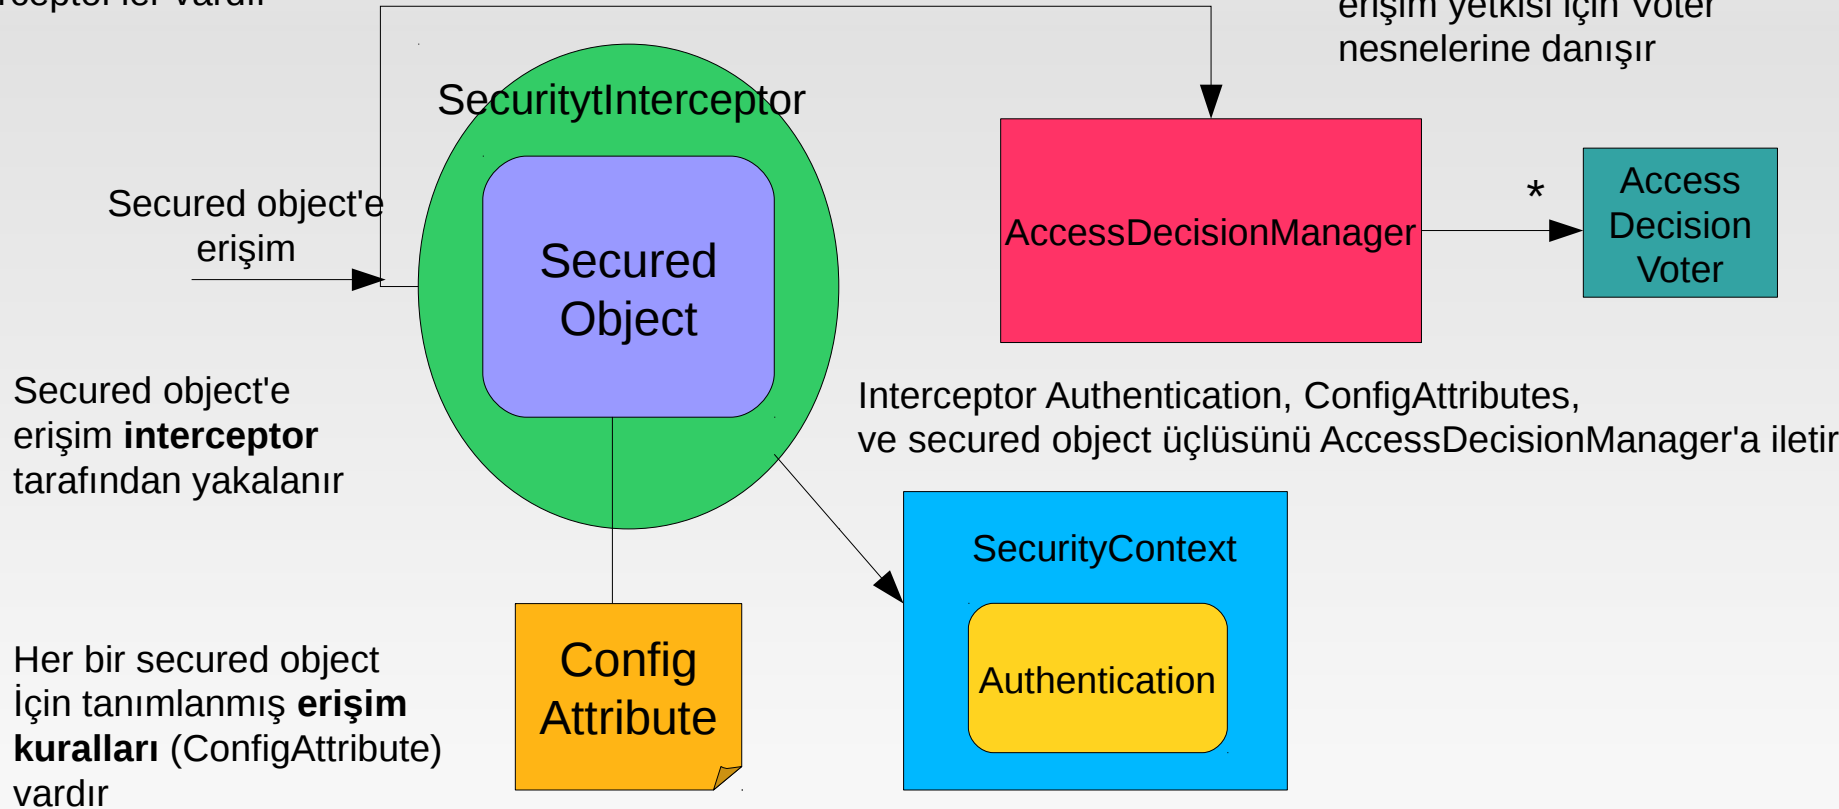 vardır
erişim yetkisi için Voter
nesnelerine danışır
SecuritytInterceptor
Secured object'e
erişim
Secured
Object
AccessDecisionManager
*
Access
Decision
Voter
Secured object'e
erişim interceptor
tarafından yakalanır
Interceptor Authentication, ConfigAttributes,
ve secured object üçlüsünü AccessDecisionManager'a iletir
SecurityContext
Authentication
Config
Attribute
Her bir secured object
İçin tanımlanmış erişim
kuralları (ConfigAttribute)
vardır